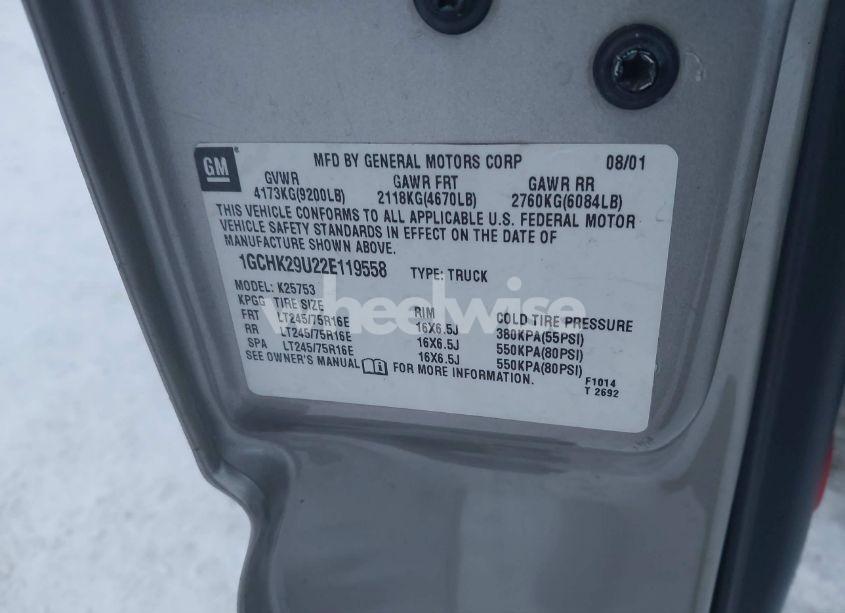 GM
MFD BY GENERAL MOTORS CORP 08/01
GVWR GAWR FRT GAWR RR
4173KG(9200LB) 2118KG(4670LB) 2760KG(6084LB)
THIS VEHICLE CONFORMS TO ALL APPLICABLE U.S. FEDERAL MOTOR
VEHICLE SAFETY STANDARDS IN EFFECT ON THE DATE OF
MANUFACTURE SHOWN ABOVE.
1GCHK29U22E119558 TYPE: TRUCK
MODEL: K25753
KPGG TIRE SIZE RIM COLD TIRE PRESSURE
FRT LT245/75R16E 16X6.5J 380KPA(55PSI)
RR LT245/75R16E 16X6.5J 550KPA(80PSI)
SPA LT245/75R16E 16X6.5J 550KPA(80PSI)
SEE OWNER'S MANUAL FOR MORE INFORMATION.
F1014
T 2692
wheelwise